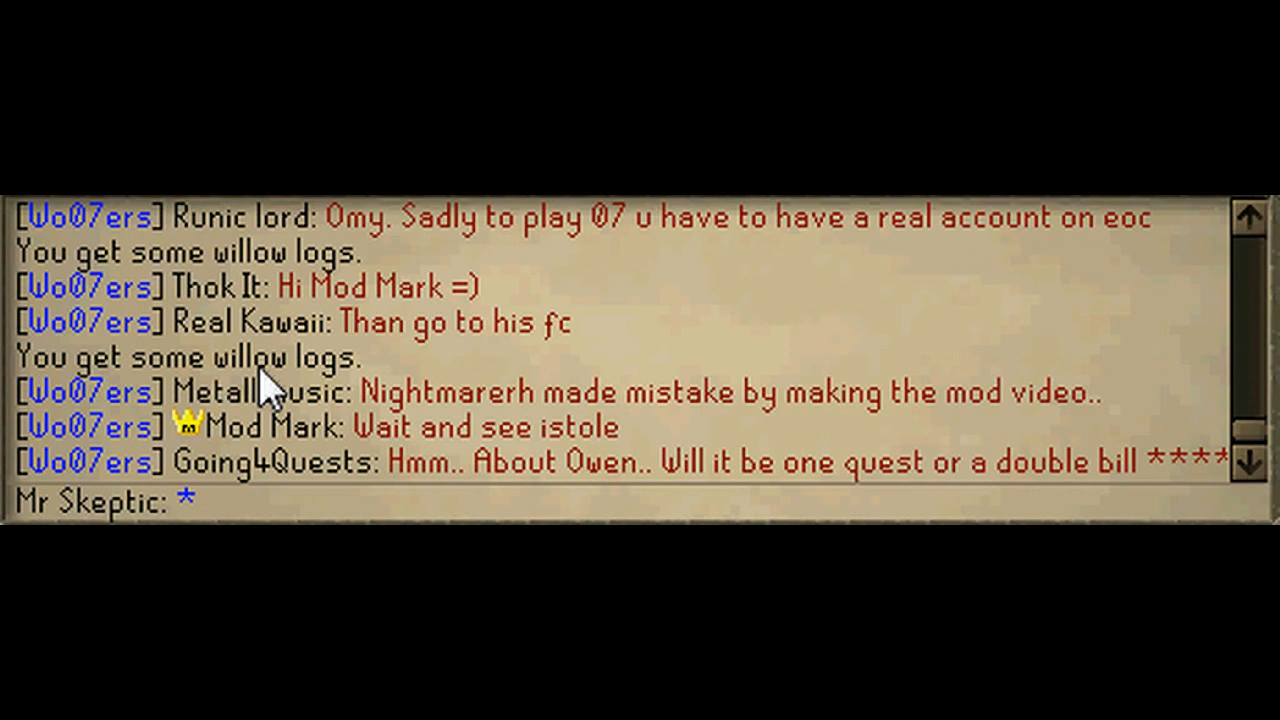 [Wo07ers] Runic lord: Omy. Sadly to play 07 u have to have a real account on eoc
You get some willow logs.
[Wo07ers] Thok It: Hi Mod Mark =)
[Wo07ers] Real Kawaii: Than go to his fc
You get some willow logs.
[Wo07ers] Nightmarerh made mistake by making the mod video..
[Wo07ers] Mod Mark: Wait and see istole
[Wo07ers] Going4Quests: Hmm.. About Owen.. Will it be one quest or a double bill ****
Mr Skeptic: *